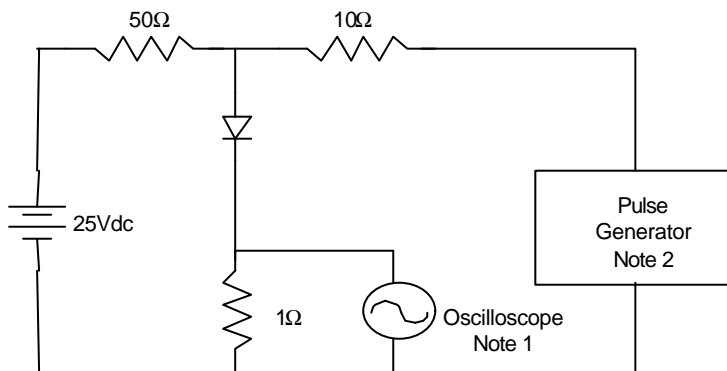 50Ω
10Ω
25Vdc
Pulse
Generator
Note 2
1Ω
Oscilloscope
Note 1